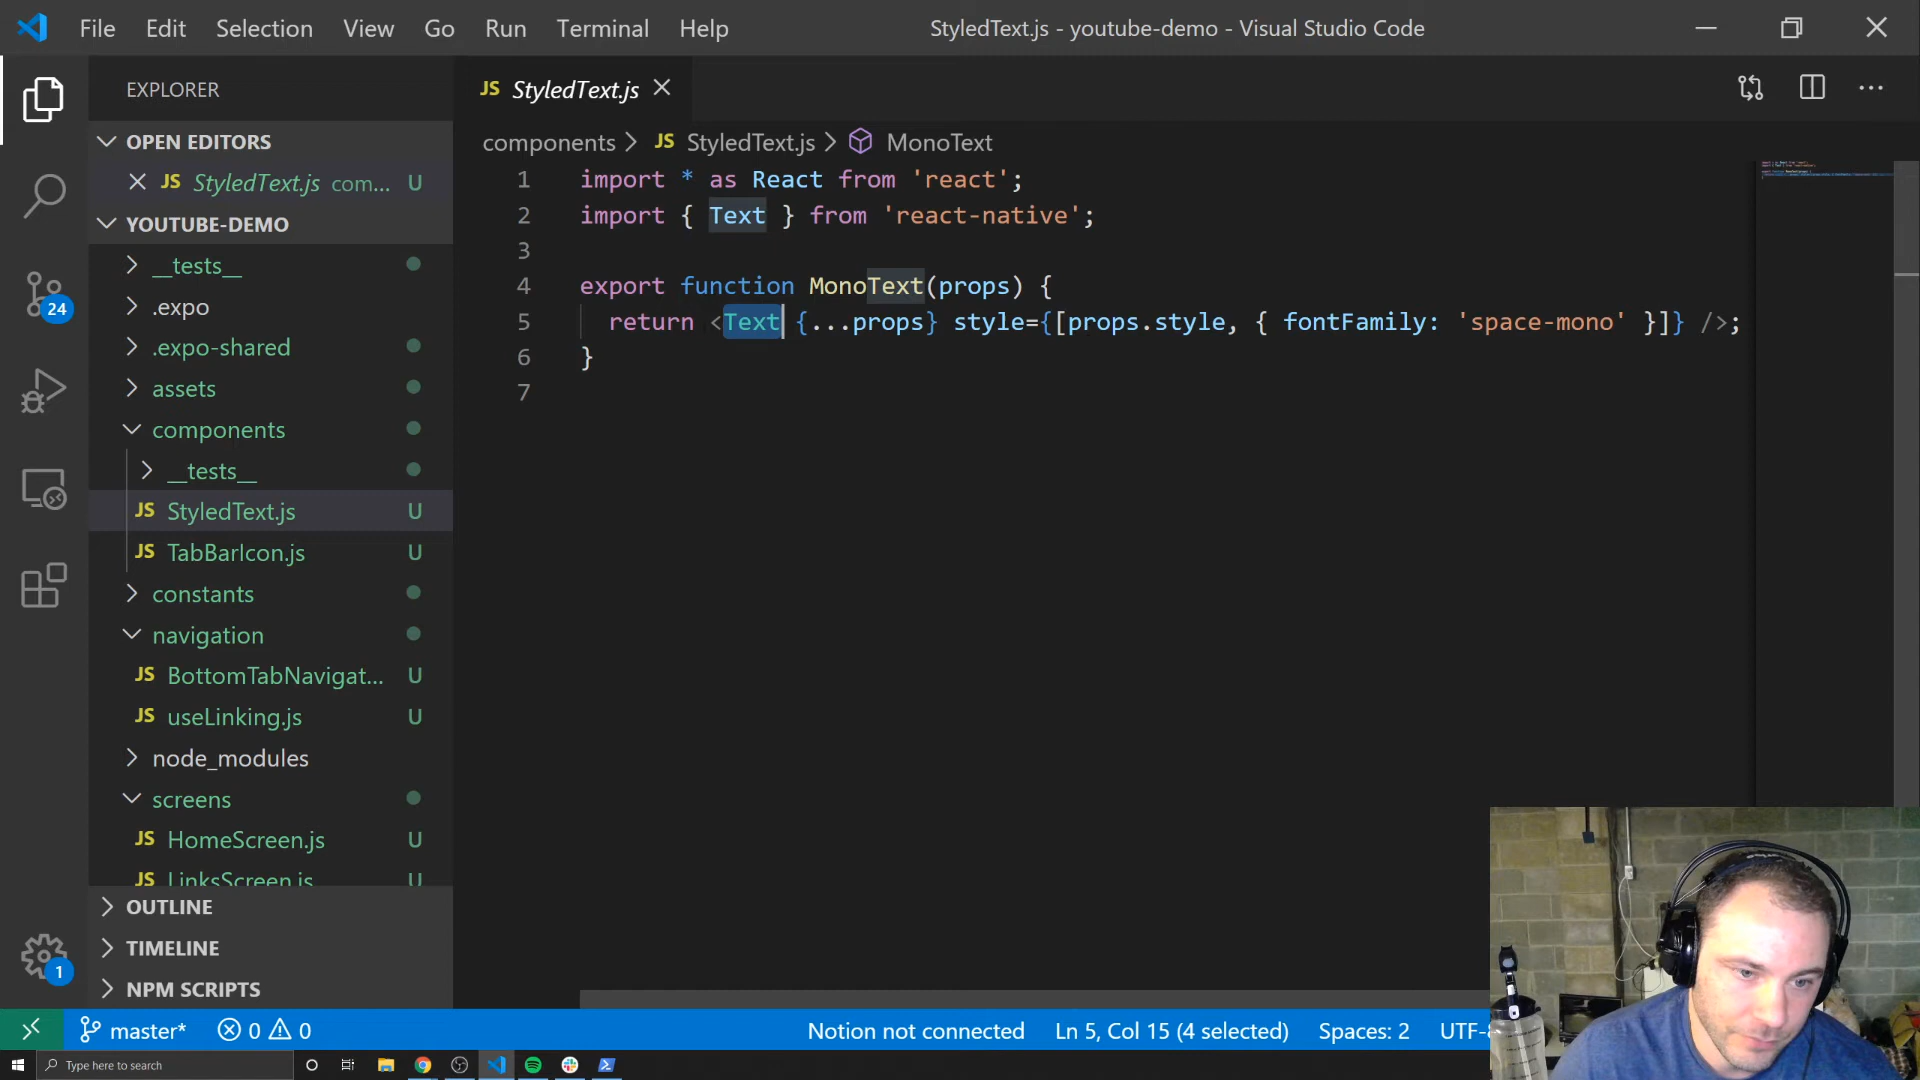 File Edit Selection View Go Run Terminal Help StyledText.js - youtube-demo - Visual Studio Code
EXPLORER
JS StyledText.js
OPEN EDITORS
JS StyledText.js com... U
components > JS StyledText.js > MonoText
YOUTUBE-DEMO
__tests__
.expo
.expo-shared
assets
components
__tests__
JS StyledText.js U
JS TabBarIcon.js U
constants
navigation
JS BottomTabNavigat... U
JS useLinking.js U
node_modules
screens
JS HomeScreen.js U
JS LinksScreen.js U
OUTLINE
TIMELINE
NPM SCRIPTS
24
1
1 import * as React from 'react';
2 import { Text } from 'react-native';
3
4 export function MonoText(props) {
5 return <Text {...props} style={[props.style, { fontFamily: 'space-mono' }]} />;
6 }
7
master* 0 0 Notion not connected Ln 5, Col 15 (4 selected) Spaces: 2 UTF-8
Type here to search